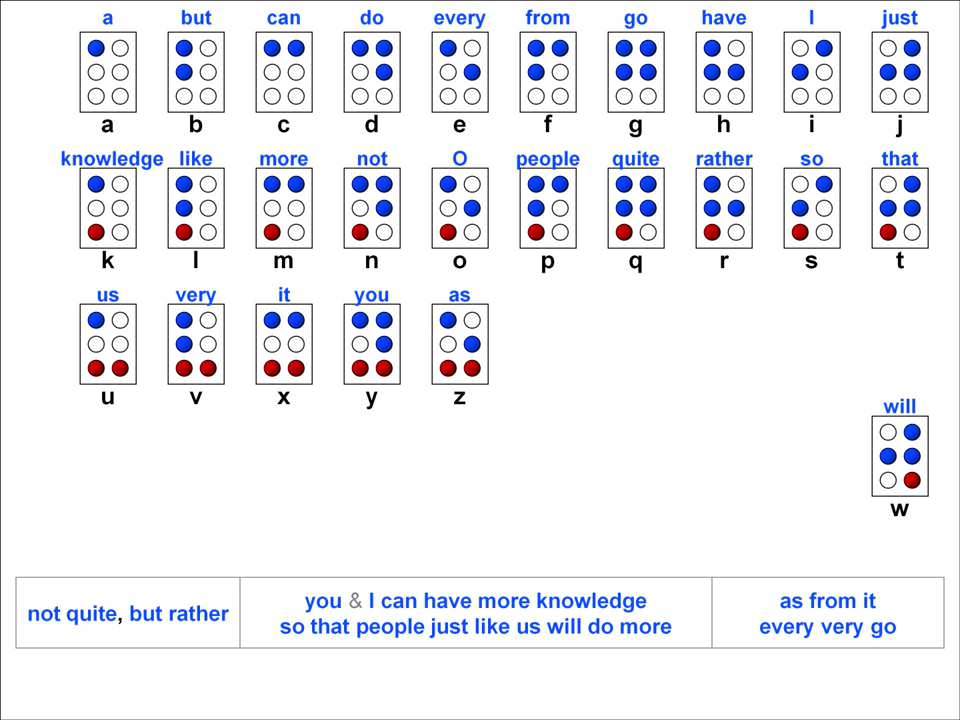 a but can do every from go have I just
a b c d e f g h i j
knowledge like more not O people quite rather so that
k l m n o p q r s t
us very it you as
u v x y z
will
w
not quite, but rather
you & I can have more knowledge
so that people just like us will do more
as from it
every very go